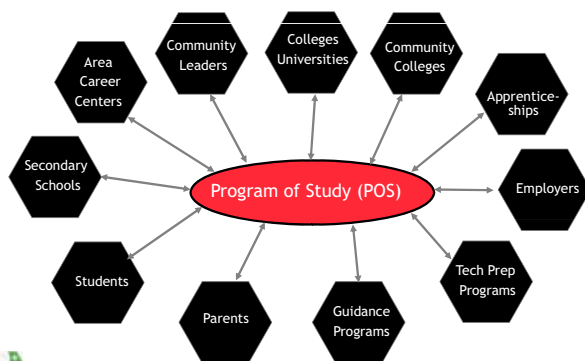 Community
Leaders
Colleges
Universities
Community
Colleges
Area
Career
Centers
Apprentice-
ships
Secondary
Schools
Program of Study (POS)
Employers
Students
Parents
Guidance
Programs
Tech Prep
Programs